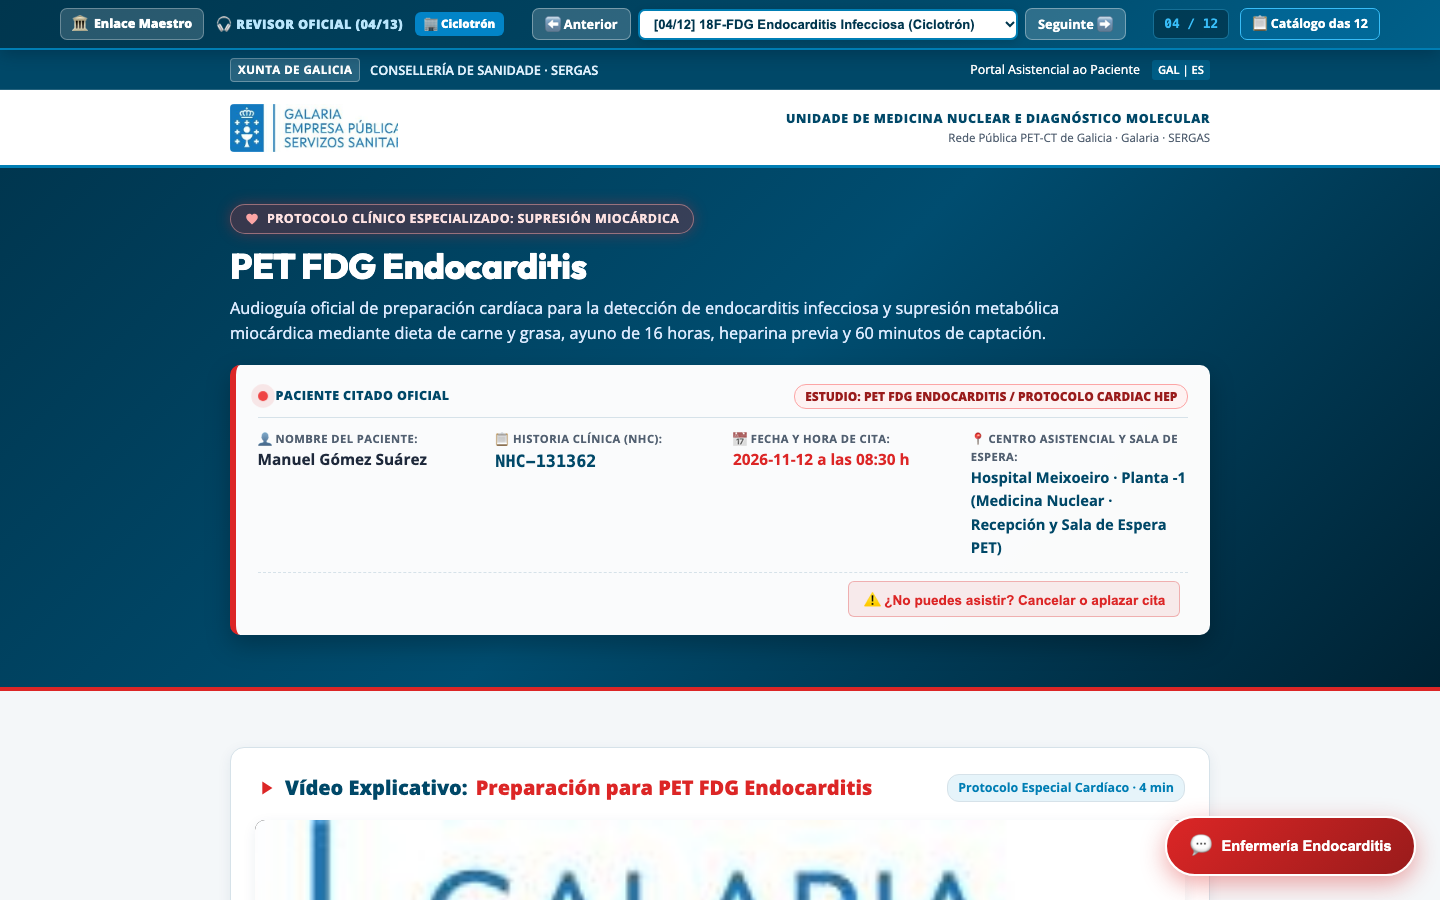 Enlace Maestro
REVISOR OFICIAL (04/13)
Ciclotrón
Anterior
[04/12] 18F-FDG Endocarditis Infecciosa (Ciclotrón)
Seguinte
04 / 12
Catálogo das 12
XUNTA DE GALICIA
CONSELLERÍA DE SANIDADE · SERGAS
Portal Asistencial ao Paciente
GAL | ES
GALARIA
EMPRESA PÚBLICA
SERVIZOS SANITAI
UNIDADE DE MEDICINA NUCLEAR E DIAGNÓSTICO MOLECULAR
Rede Pública PET-CT de Galicia · Galaria · SERGAS
PROTOCOLO CLÍNICO ESPECIALIZADO: SUPRESIÓN MIOCÁRDICA
PET FDG Endocarditis
Audioguía oficial de preparación cardíaca para la detección de endocarditis infecciosa y supresión metabólica
miocárdica mediante dieta de carne y grasa, ayuno de 16 horas, heparina previa y 60 minutos de captación.
PACIENTE CITADO OFICIAL
ESTUDIO: PET FDG ENDOCARDITIS / PROTOCOLO CARDIAC HEP
NOMBRE DEL PACIENTE:
Manuel Gómez Suárez
HISTORIA CLÍNICA (NHC):
NHC-131362
FECHA Y HORA DE CITA:
2026-11-12 a las 08:30 h
CENTRO ASISTENCIAL Y SALA DE
ESPERA:
Hospital Meixoeiro · Planta -1
(Medicina Nuclear ·
Recepción y Sala de Espera
PET)
¿No puedes asistir? Cancelar o aplazar cita
Vídeo Explicativo: Preparación para PET FDG Endocarditis
Protocolo Especial Cardíaco · 4 min
GALARIA
Enfermería Endocarditis